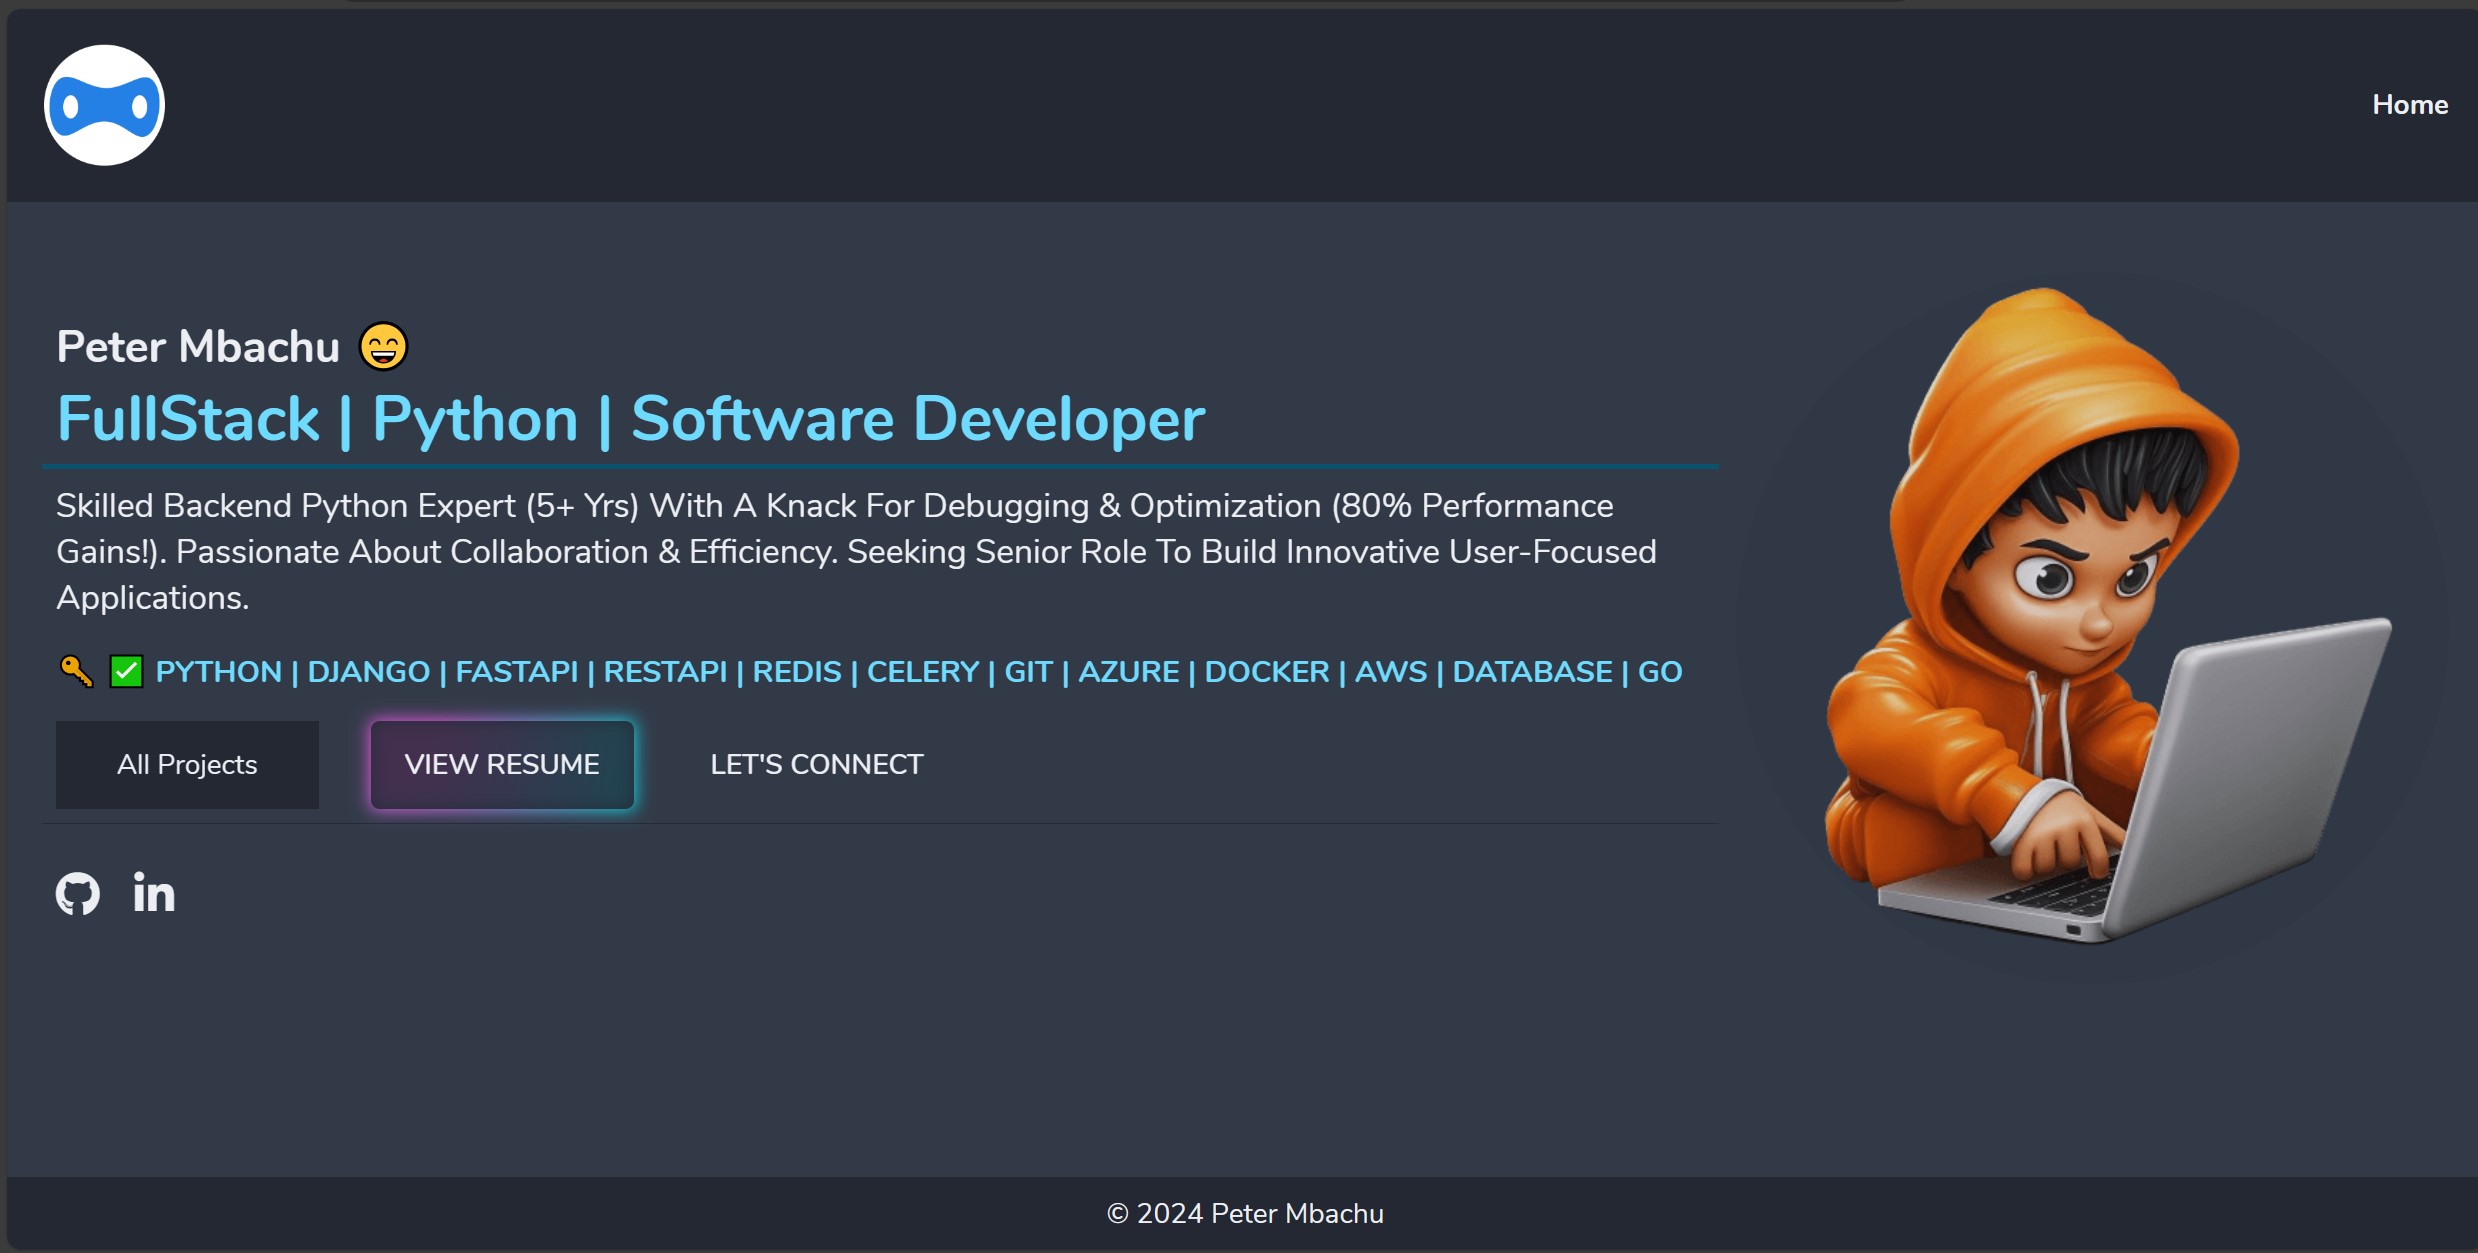 Home
Peter Mbachu 😄
FullStack | Python | Software Developer
Skilled Backend Python Expert (5+ Yrs) With A Knack For Debugging & Optimization (80% Performance
Gains!). Passionate About Collaboration & Efficiency. Seeking Senior Role To Build Innovative User-Focused
Applications.
🔑 ✅ PYTHON | DJANGO | FASTAPI | RESTAPI | REDIS | CELERY | GIT | AZURE | DOCKER | AWS | DATABASE | GO
All Projects
VIEW RESUME
LET'S CONNECT
in
© 2024 Peter Mbachu